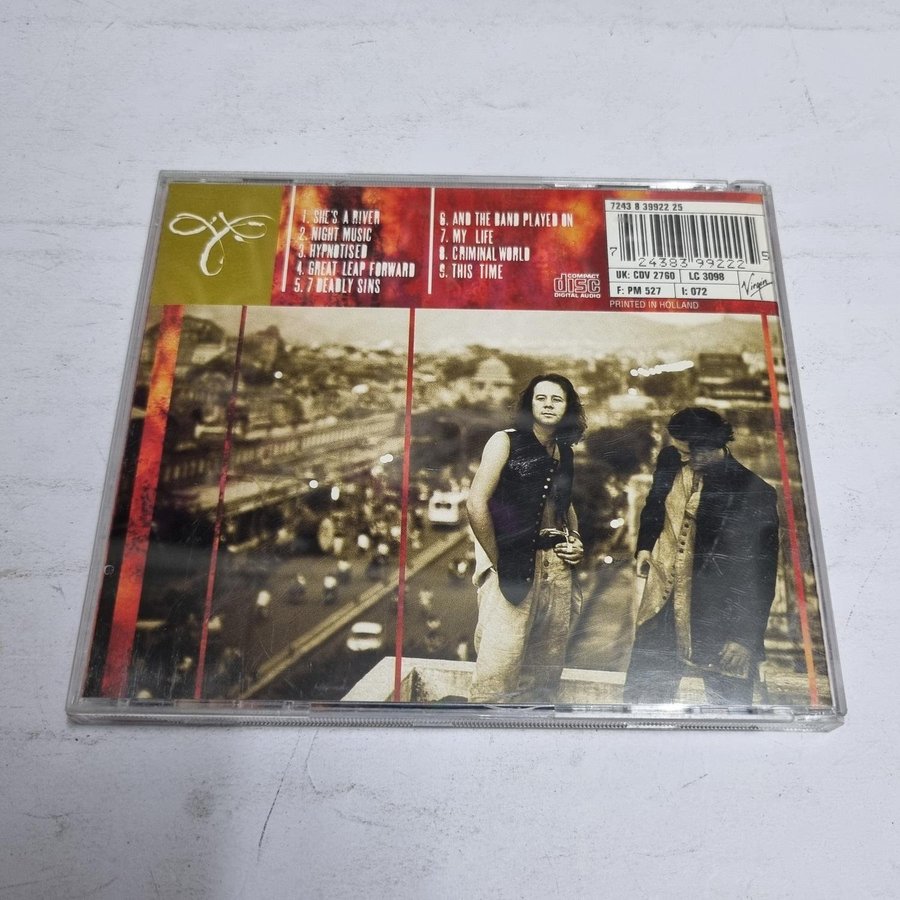 1. SHE'S A RIVER
2. NIGHT MUSIC
3. HYPNOTISED
4. GREAT LEAP FORWARD
5. 7 DEADLY SINS
6. AND THE BAND PLAYED ON
7. MY LIFE
8. CRIMINAL WORLD
9. THIS TIME
COMPACT
disc
DIGITAL AUDIO
7243 8 39922 25
7 24383 99222 5
UK: CDV 2760 LC 3098
F: PM 527 I: 072
Virgin
PRINTED IN HOLLAND